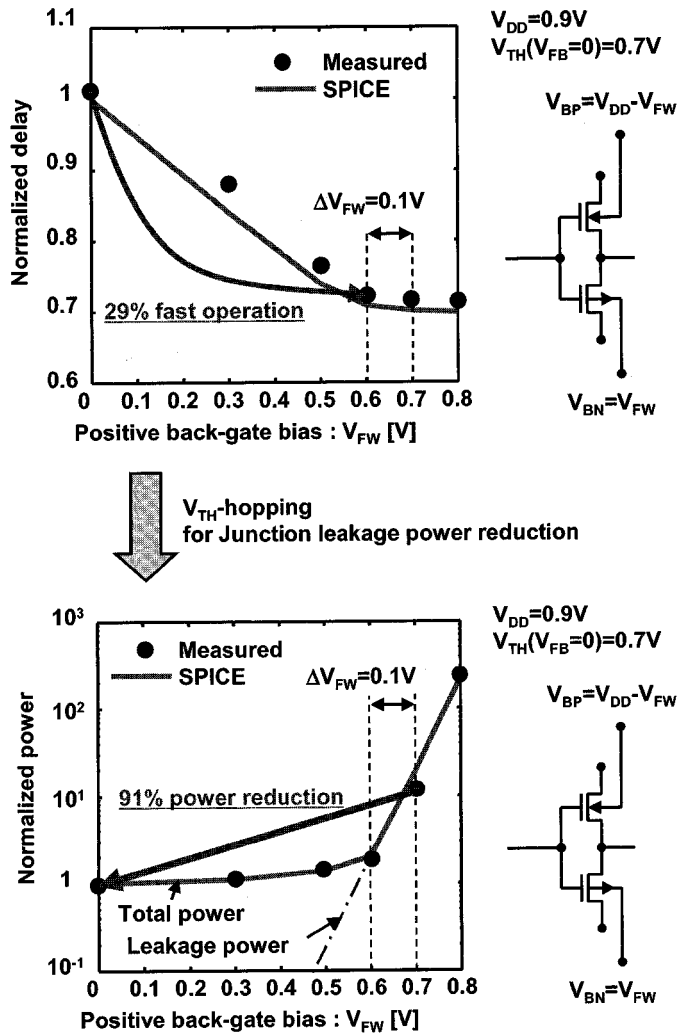 1.1
1
0.9
0.8
0.7
0.6
Normalized delay
Measured
SPICE
ΔV_FW=0.1V
29% fast operation
0 0.1 0.2 0.3 0.4 0.5 0.6 0.7 0.8
Positive back-gate bias : V_FW [V]
V_DD=0.9V
V_TH(V_FB=0)=0.7V
V_BP=V_DD-V_FW
V_BN=V_FW
V_TH-hopping
for Junction leakage power reduction
10^3
10^2
10^1
1
10^-1
Normalized power
Measured
SPICE
ΔV_FW=0.1V
91% power reduction
Total power
Leakage power
0 0.1 0.2 0.3 0.4 0.5 0.6 0.7 0.8
Positive back-gate bias : V_FW [V]
V_DD=0.9V
V_TH(V_FB=0)=0.7V
V_BP=V_DD-V_FW
V_BN=V_FW